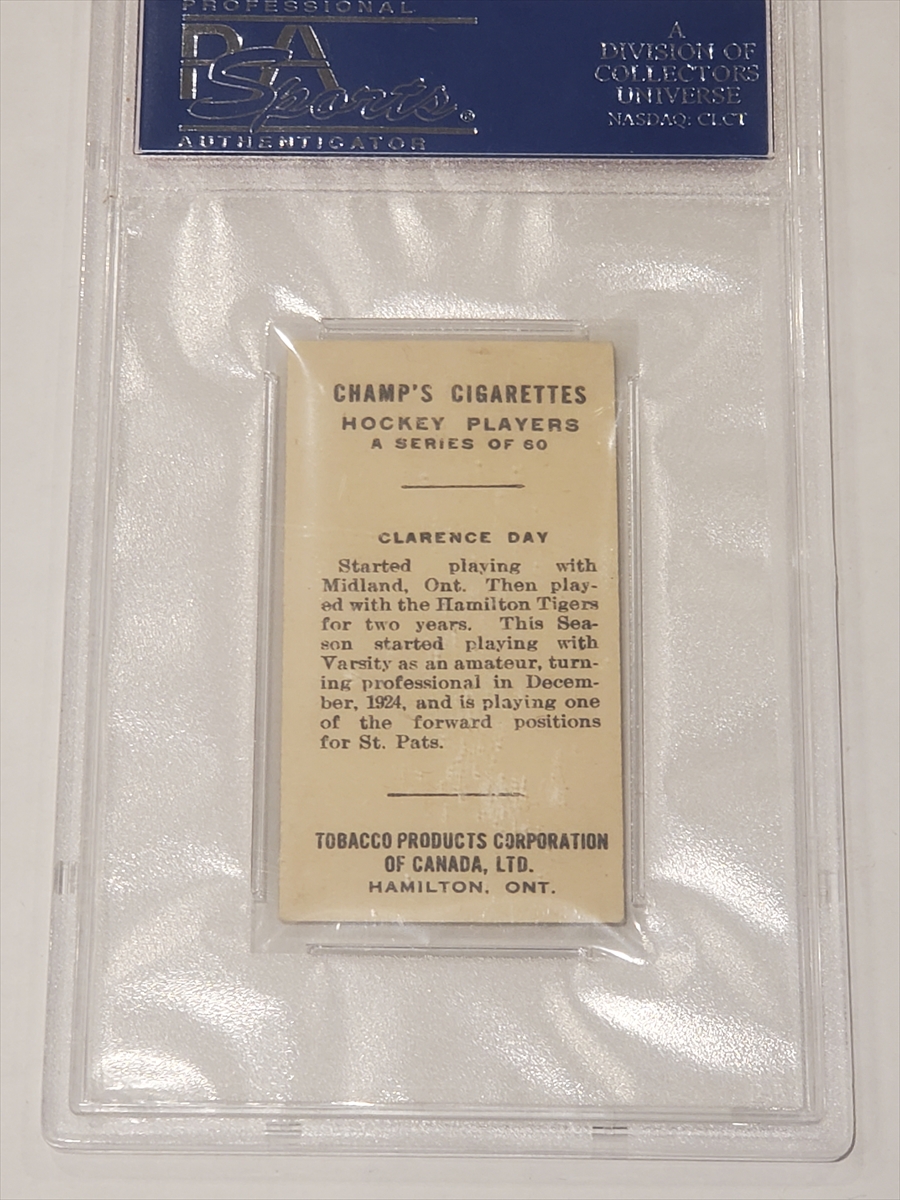 PROFESSIONAL
PSA
Sports®
AUTHENTICATOR
A
DIVISION OF
COLLECTORS
UNIVERSE
NASDAQ: CLCT
CHAMP'S CIGARETTES
HOCKEY PLAYERS
A SERIES OF 60
CLARENCE DAY
Started playing with
Midland, Ont. Then play-
ed with the Hamilton Tigers
for two years. This Sea-
son started playing with
Varsity as an amateur, turn-
ing professional in Decem-
ber, 1924, and is playing one
of the forward positions
for St. Pats.
TOBACCO PRODUCTS CORPORATION
OF CANADA, LTD.
HAMILTON, ONT.